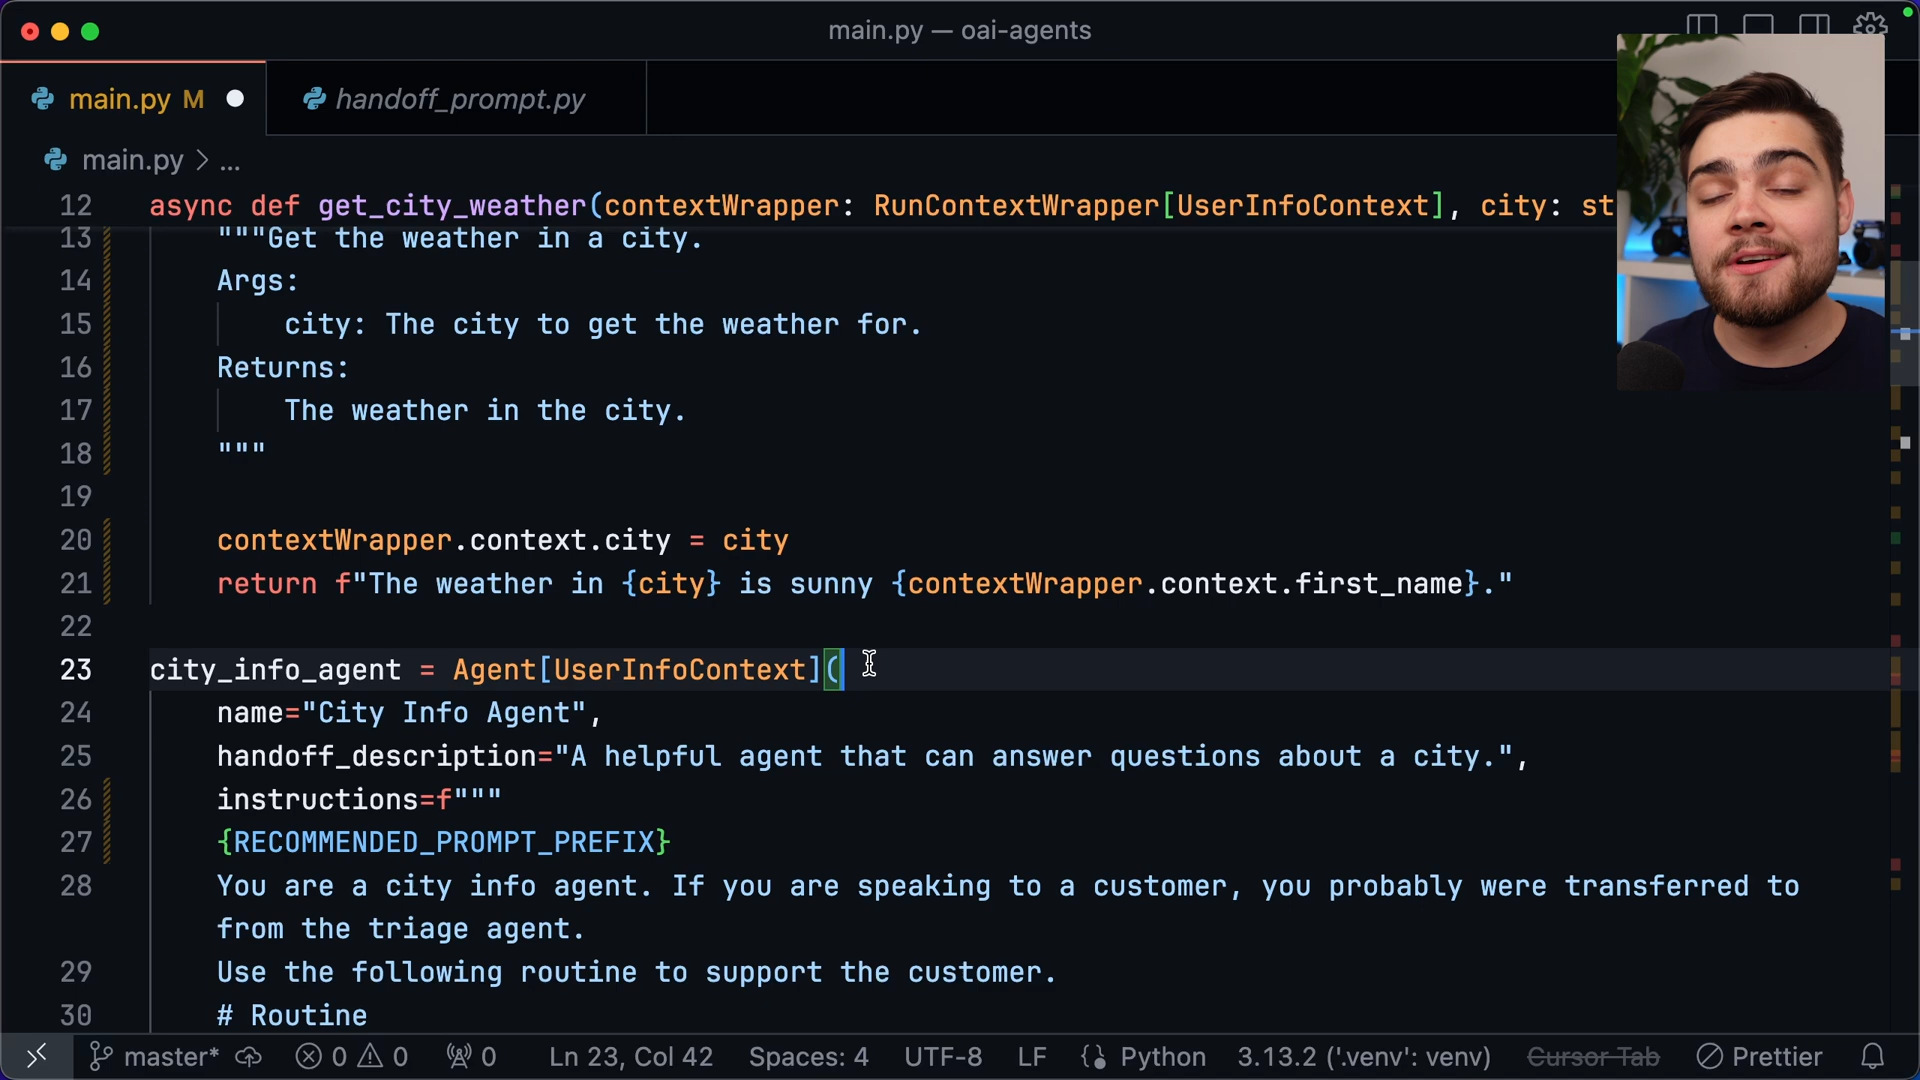 main.py — oai-agents
main.py M
handoff_prompt.py
main.py > ...
12 async def get_city_weather(contextWrapper: RunContextWrapper[UserInfoContext], city: st
13 """Get the weather in a city.
14 Args:
15 city: The city to get the weather for.
16 Returns:
17 The weather in the city.
18 """
19
20 contextWrapper.context.city = city
21 return f"The weather in {city} is sunny {contextWrapper.context.first_name}."
22
23 city_info_agent = Agent[UserInfoContext](
24 name="City Info Agent",
25 handoff_description="A helpful agent that can answer questions about a city.",
26 instructions=f"""
27 {RECOMMENDED_PROMPT_PREFIX}
28 You are a city info agent. If you are speaking to a customer, you probably were transferred to
from the triage agent.
29 Use the following routine to support the customer.
30 # Routine
master* 0 0 0 Ln 23, Col 42 Spaces: 4 UTF-8 LF Python 3.13.2 ('.venv': venv) Cursor Tab Prettier